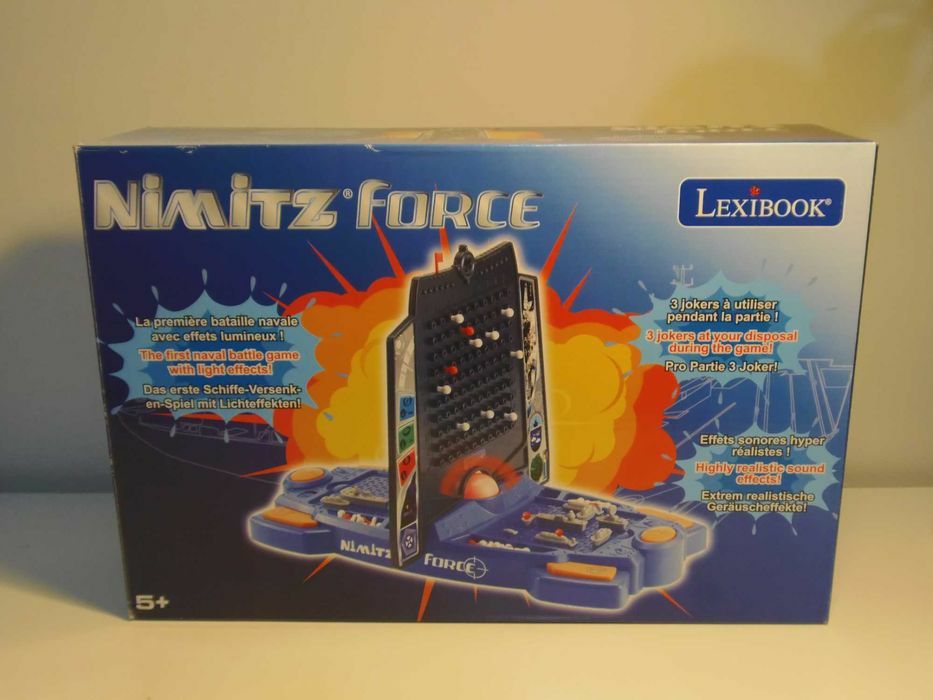 NiMiTZ® FORCE
LEXIBOOK®
La première bataille navale
avec effets lumineux !
The first naval battle game
with light effects!
Das erste Schiffe-Versenk-
en-Spiel mit Lichteffekten!
3 jokers à utiliser
pendant la partie !
3 jokers at your disposal
during the game!
Pro Partie 3 Joker!
Effets sonores hyper
réalistes !
Highly realistic sound
effects!
Extrem realistische
Geräuscheffekte!
NiMiTZ FORCE
5+